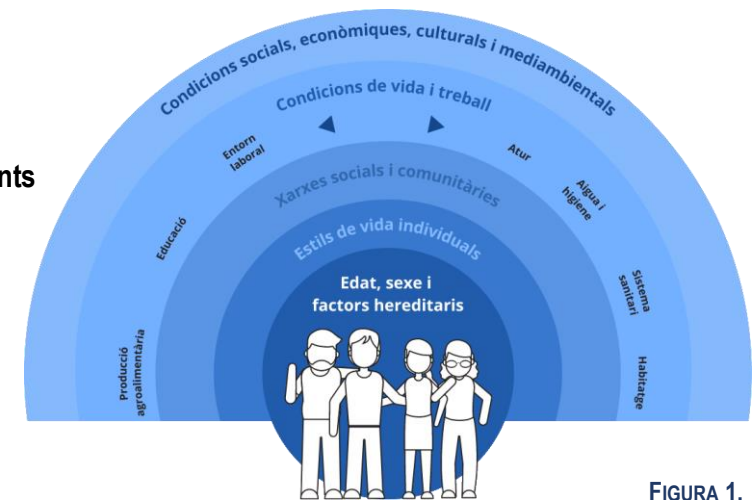 Condicions socials, econòmiques, culturals i mediambientals
Condicions de vida i treball
Entorn
laboral
Atur
nts
Xarxes socials i comunitàries
Aigua i
higiene
Educació
Estils de vida individuals
Edat, sexe i
factors hereditaris
Sistema
sanitari
Producció
agroalimentària
Habitatge
FIGURA 1.